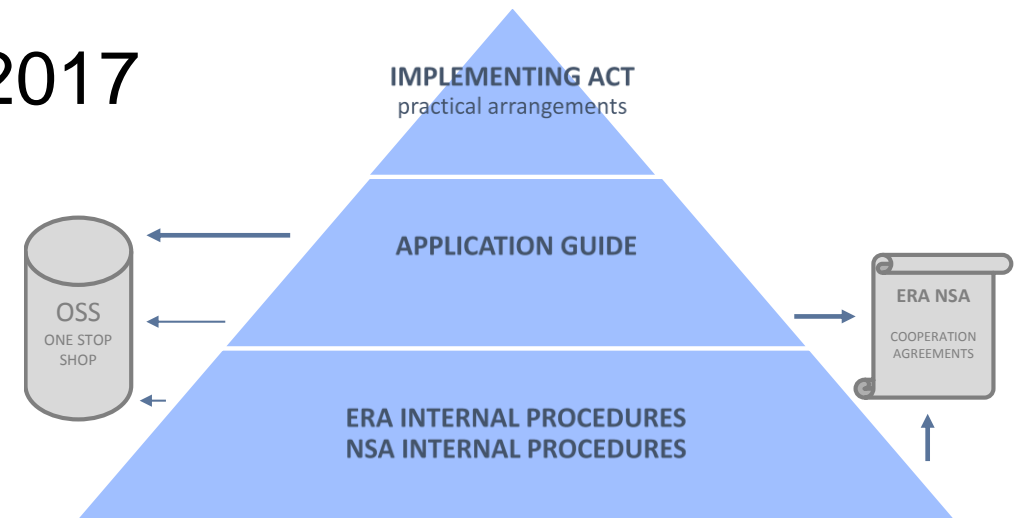 2017
IMPLEMENTING ACT
practical arrangements
APPLICATION GUIDE
OSS
ONE STOP
SHOP
ERA NSA
COOPERATION
AGREEMENTS
ERA INTERNAL PROCEDURES
NSA INTERNAL PROCEDURES